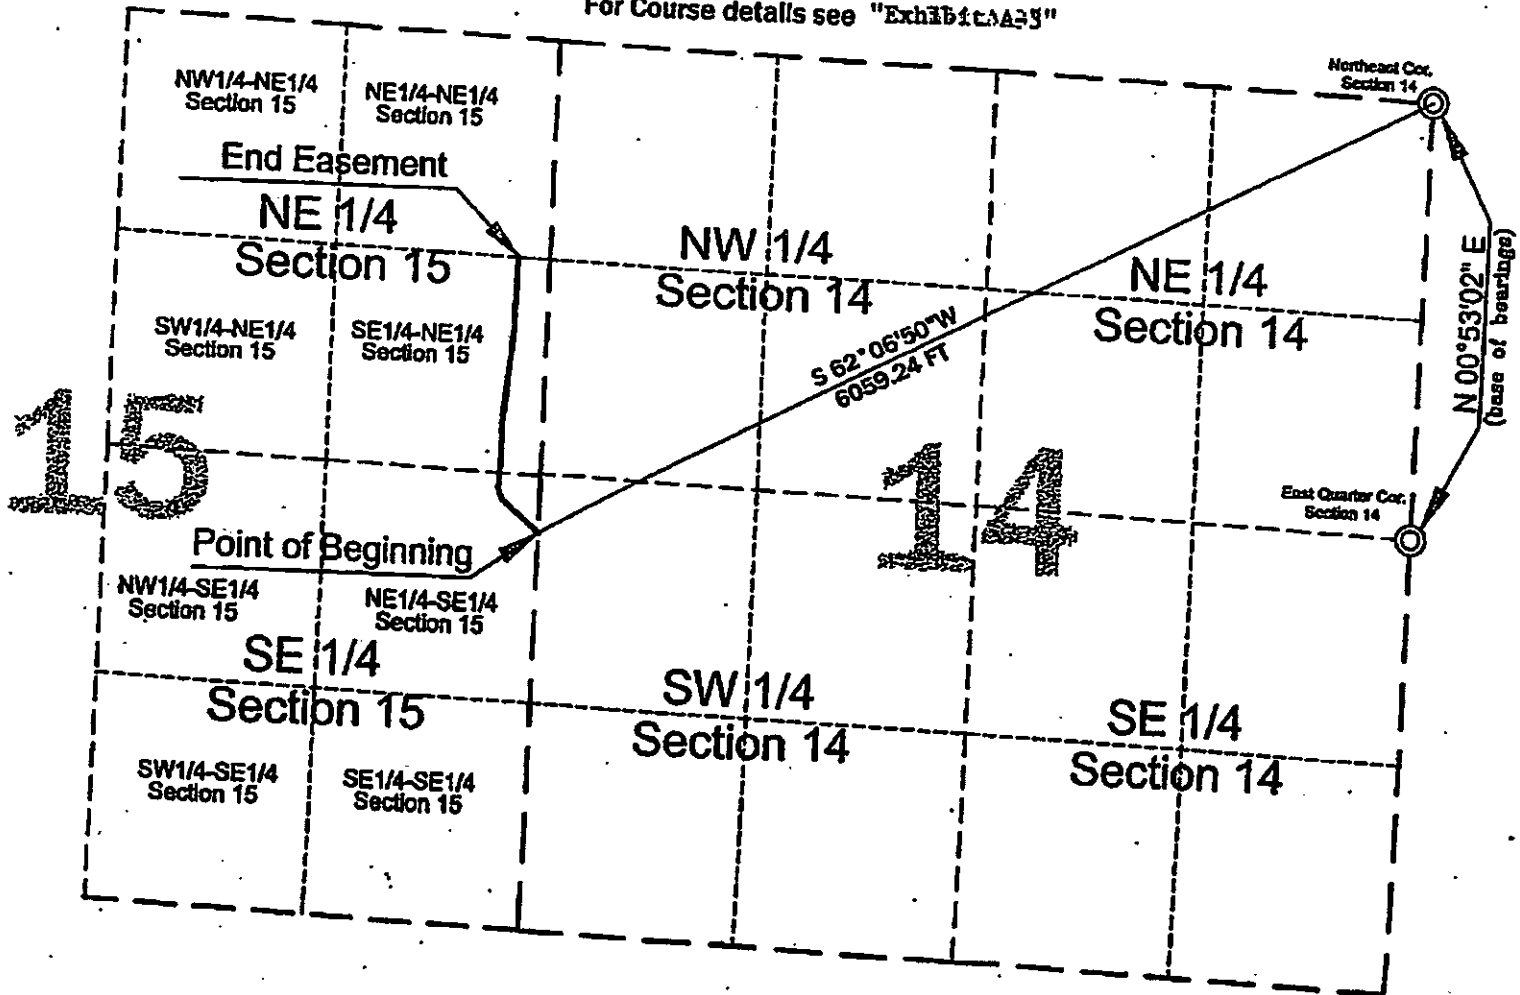 For Course details see
Northeast Cor.
Section 14
NW1/4-NE1/4
Section 15
NE1/4-NE1/4
Section 15
End Easement
NE 1/4
Section 15
NW 1/4
Section 14
NE 1/4
Section 14
N 00°53'02" E
(base of bearings)
SW1/4-NE1/4
Section 15
SE1/4-NE1/4
Section 15
S 62°06'50"W
6059.24 FT
15
14
East Quarter Cor.
Section 14
Point of Beginning
NW1/4-SE1/4
Section 15
NE1/4-SE1/4
Section 15
SE 1/4
Section 15
SW 1/4
Section 14
SE 1/4
Section 14
SW1/4-SE1/4
Section 15
SE1/4-SE1/4
Section 15